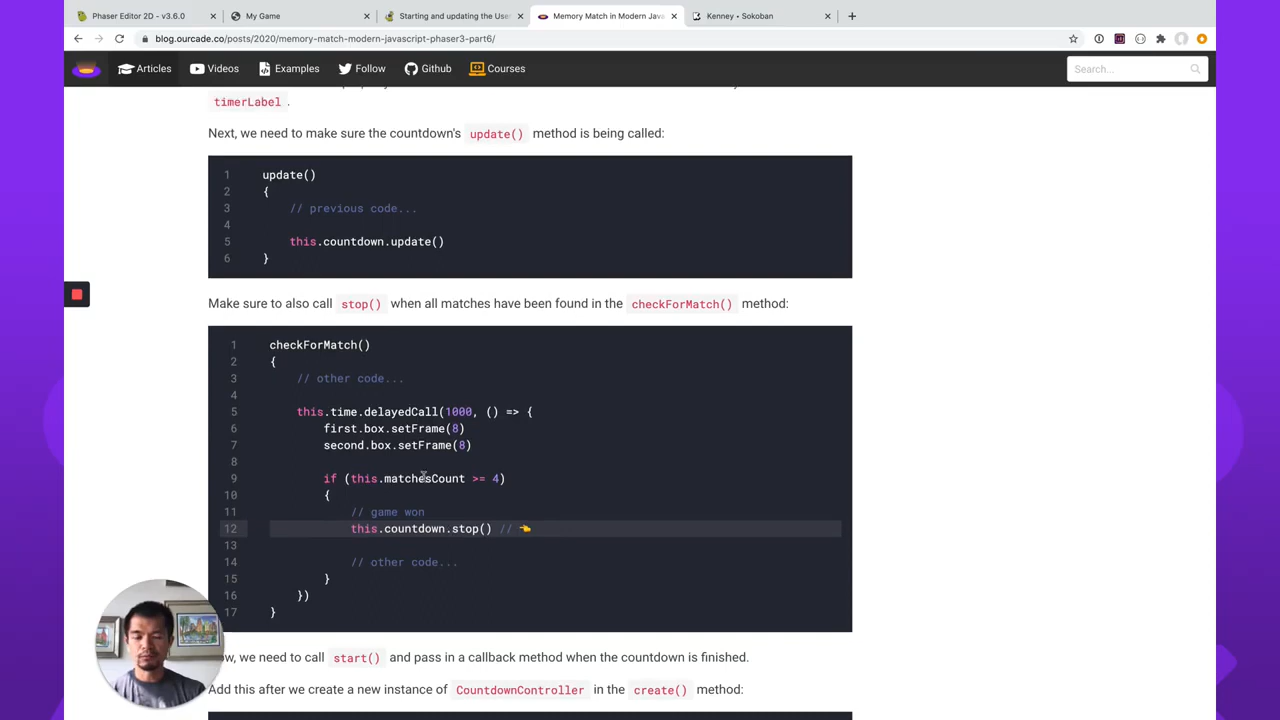 Phaser Editor 2D - v3.6.0
My Game
Starting and updating the User
Memory Match in Modern Java
Kenney • Sokoban
blog.ourcade.co/posts/2020/memory-match-modern-javascript-phaser3-part6/
Articles Videos Examples Follow Github Courses Search...
timerLabel .
Next, we need to make sure the countdown's update() method is being called:
1 update()
2 {
3 // previous code...
4
5 this.countdown.update()
6 }
Make sure to also call stop() when all matches have been found in the checkForMatch() method:
1 checkForMatch()
2 {
3 // other code...
4
5 this.time.delayedCall(1000, () => {
6 first.box.setFrame(8)
7 second.box.setFrame(8)
8
9 if (this.matchesCount >= 4)
10 {
11 // game won
12 this.countdown.stop() // 👈
13
14 // other code...
15 }
16 })
17 }
we need to call start() and pass in a callback method when the countdown is finished.
Add this after we create a new instance of CountdownController in the create() method: